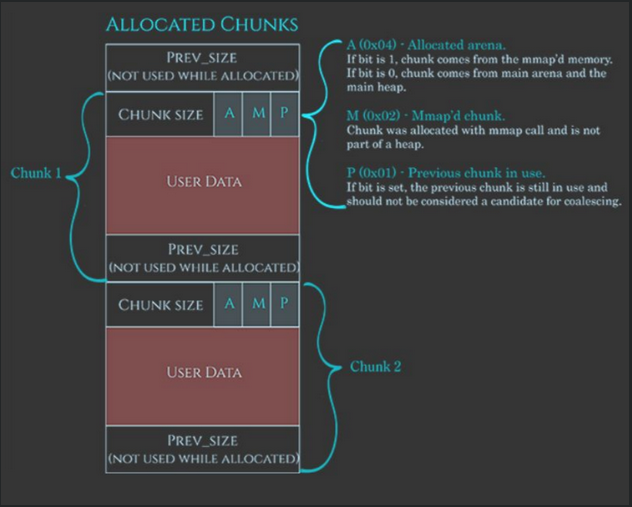 ALLOCATED CHUNKS
PREV_SIZE
(NOT USED WHILE ALLOCATED)
CHUNK SIZE A M P
USER DATA
PREV_SIZE
(NOT USED WHILE ALLOCATED)
CHUNK SIZE A M P
USER DATA
PREV_SIZE
(NOT USED WHILE ALLOCATED)
Chunk 1
Chunk 2
A (0x04) - Allocated arena.
If bit is 1, chunk comes from the mmap'd memory.
If bit is 0, chunk comes from main arena and the
main heap.
M (0x02) - Mmap'd chunk.
Chunk was allocated with mmap call and is not
part of a heap.
P (0x01) - Previous chunk in use.
If bit is set, the previous chunk is still in use and
should not be considered a candidate for coalescing.